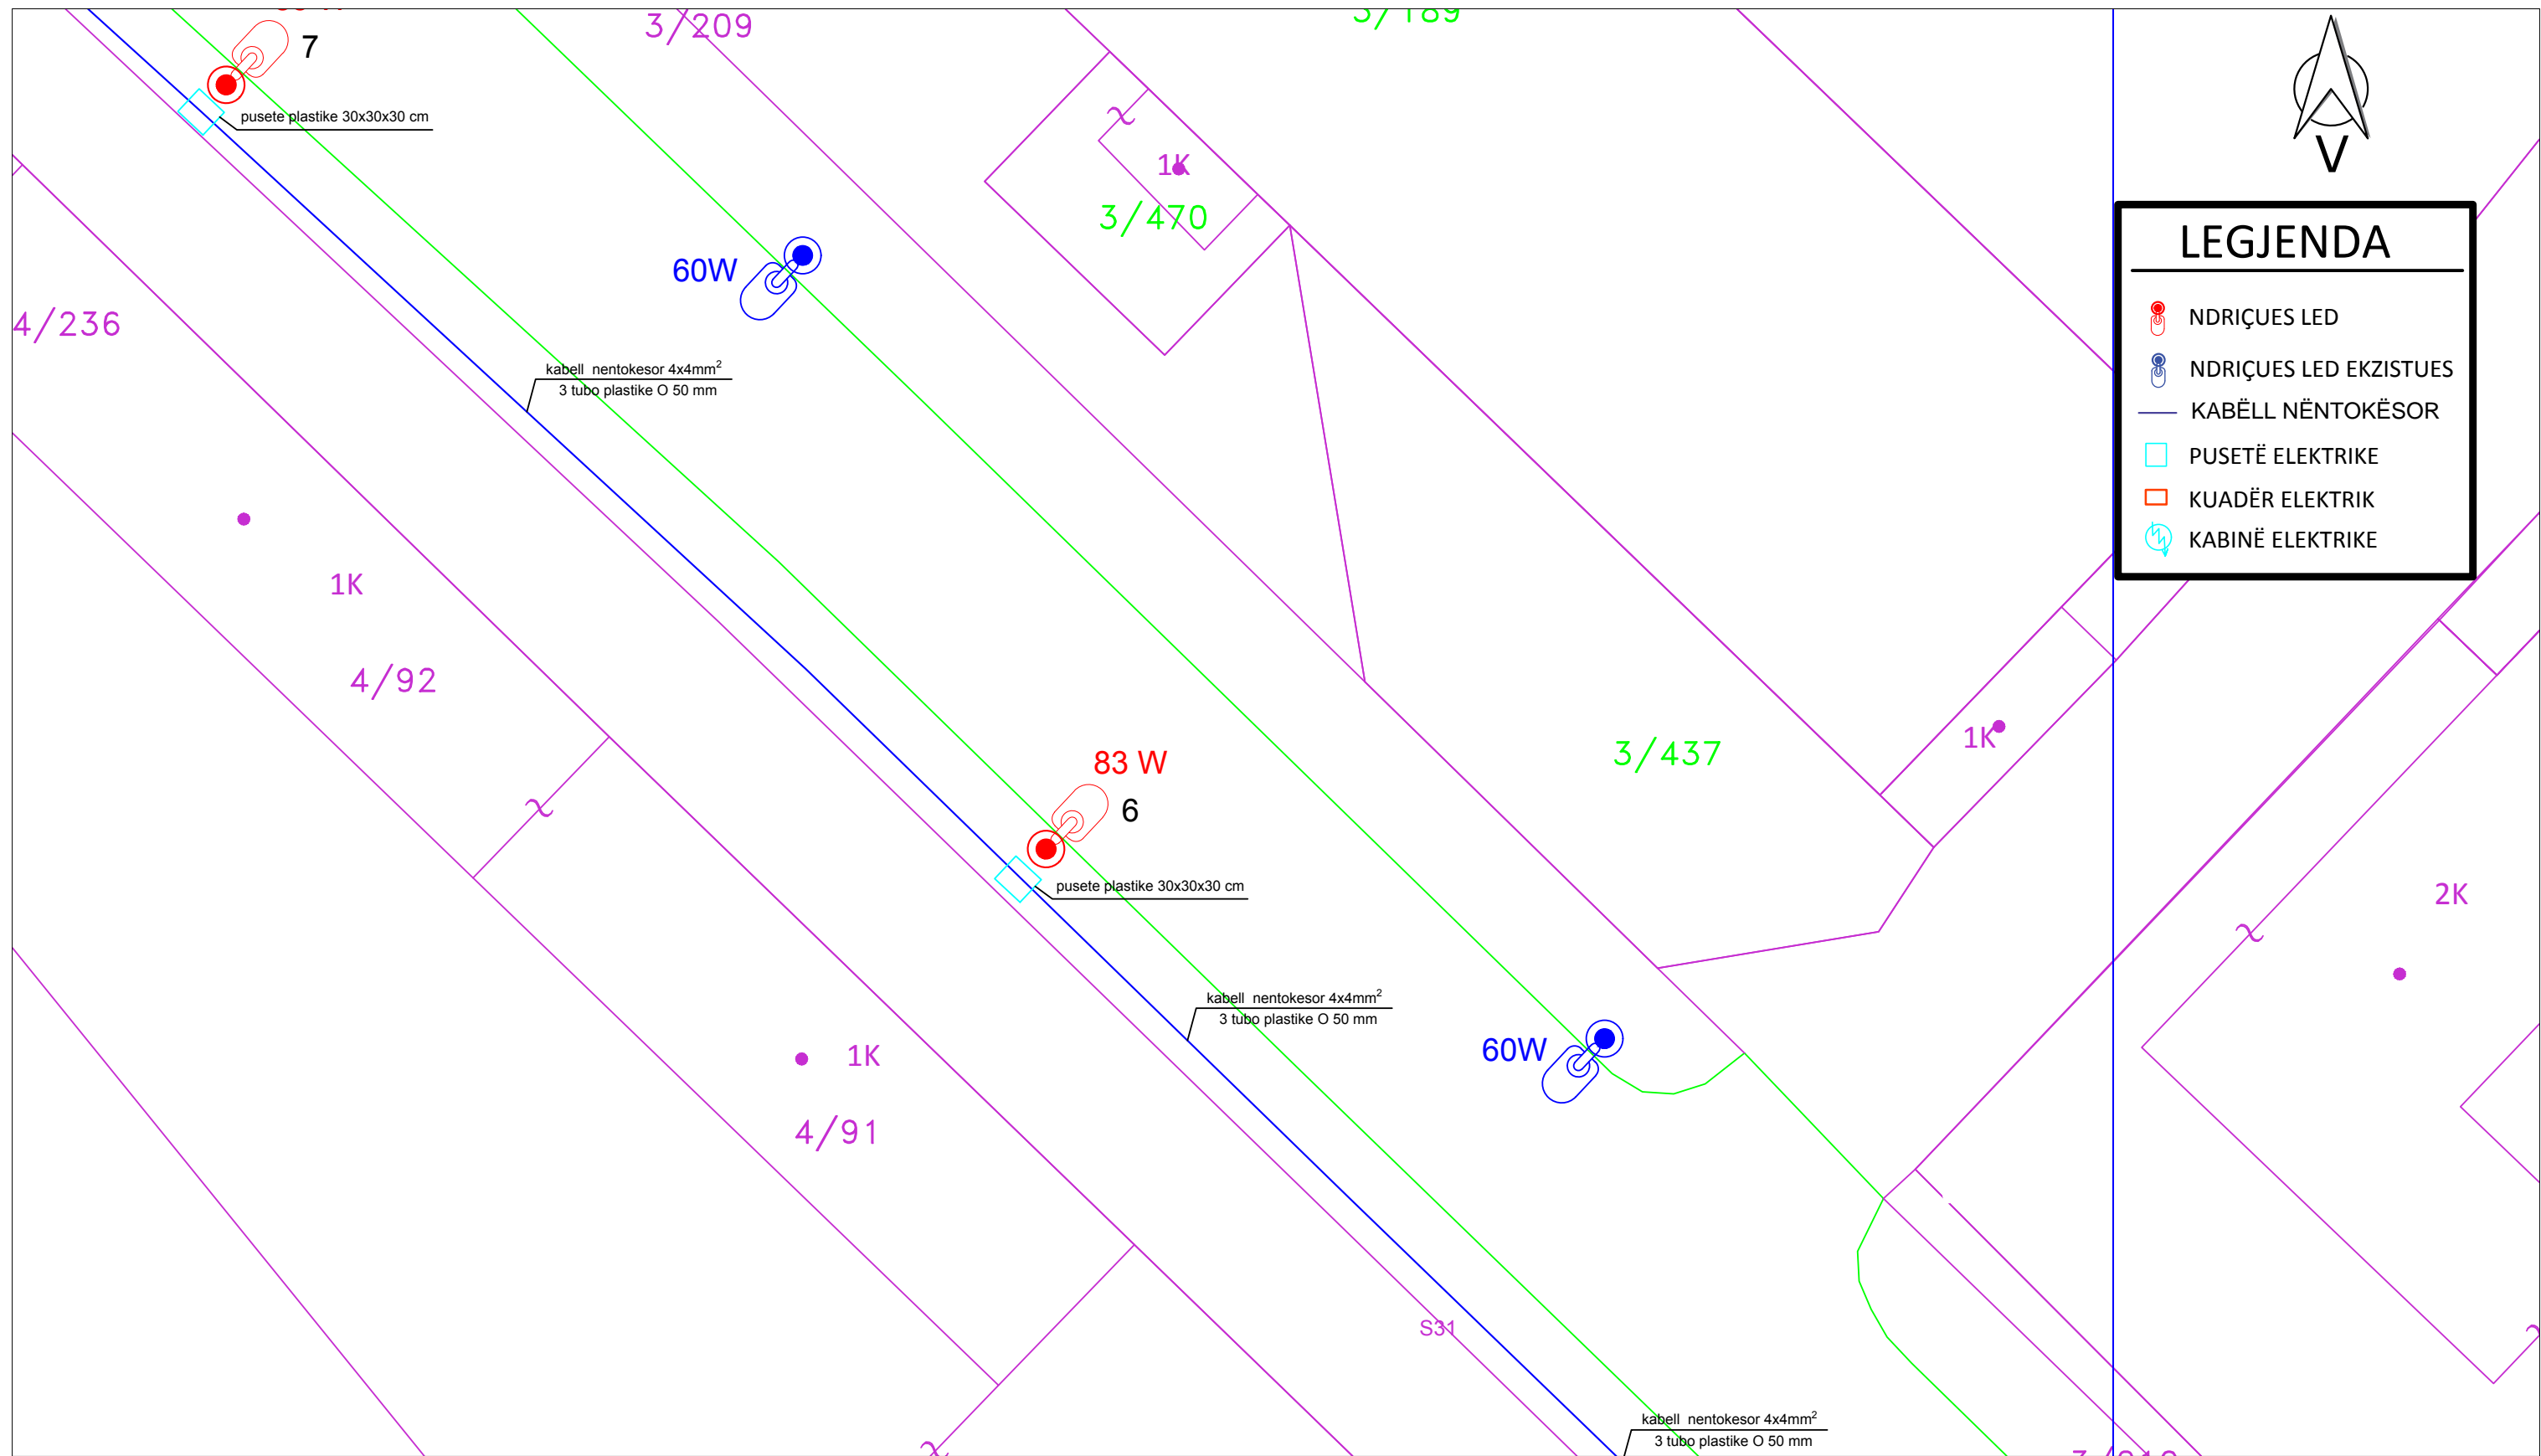 7
3/209
pusete plastike 30x30x30 cm
1K
3/470
V
LEGJENDA
NDRIÇUES LED
NDRIÇUES LED EKZISTUES
KABËLL NËNTOKËSOR
PUSETË ELEKTRIKE
KUADËR ELEKTRIK
KABINË ELEKTRIKE
60W
4/236
kabell nentokesor 4x4mm²
3 tubo plastike O 50 mm
1K
4/92
83 W
6
3/437
1K
pusete plastike 30x30x30 cm
2K
kabell nentokesor 4x4mm²
3 tubo plastike O 50 mm
60W
1K
4/91
S31
kabell nentokesor 4x4mm²
3 tubo plastike O 50 mm